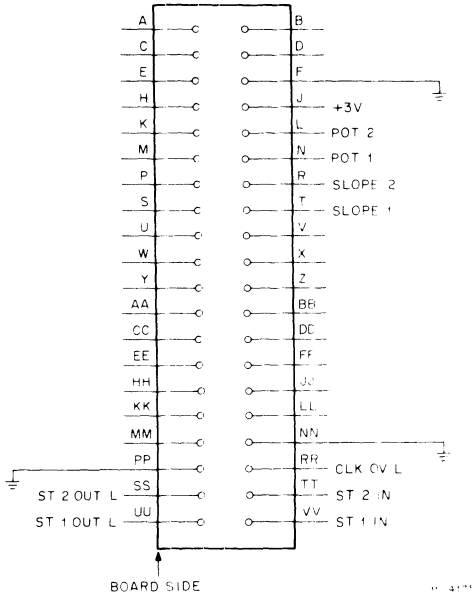 A B
C D
E F
H J +3V
K L POT 2
M N POT 1
P R SLOPE 2
S T SLOPE 1
U V
W X
Y Z
AA BB
CC DD
EE FF
HH JJ
KK LL
MM NN
PP RR CLK OV L
ST 2 OUT L SS TT ST 2 IN
ST 1 OUT L UU VV ST 1 IN
BOARD SIDE